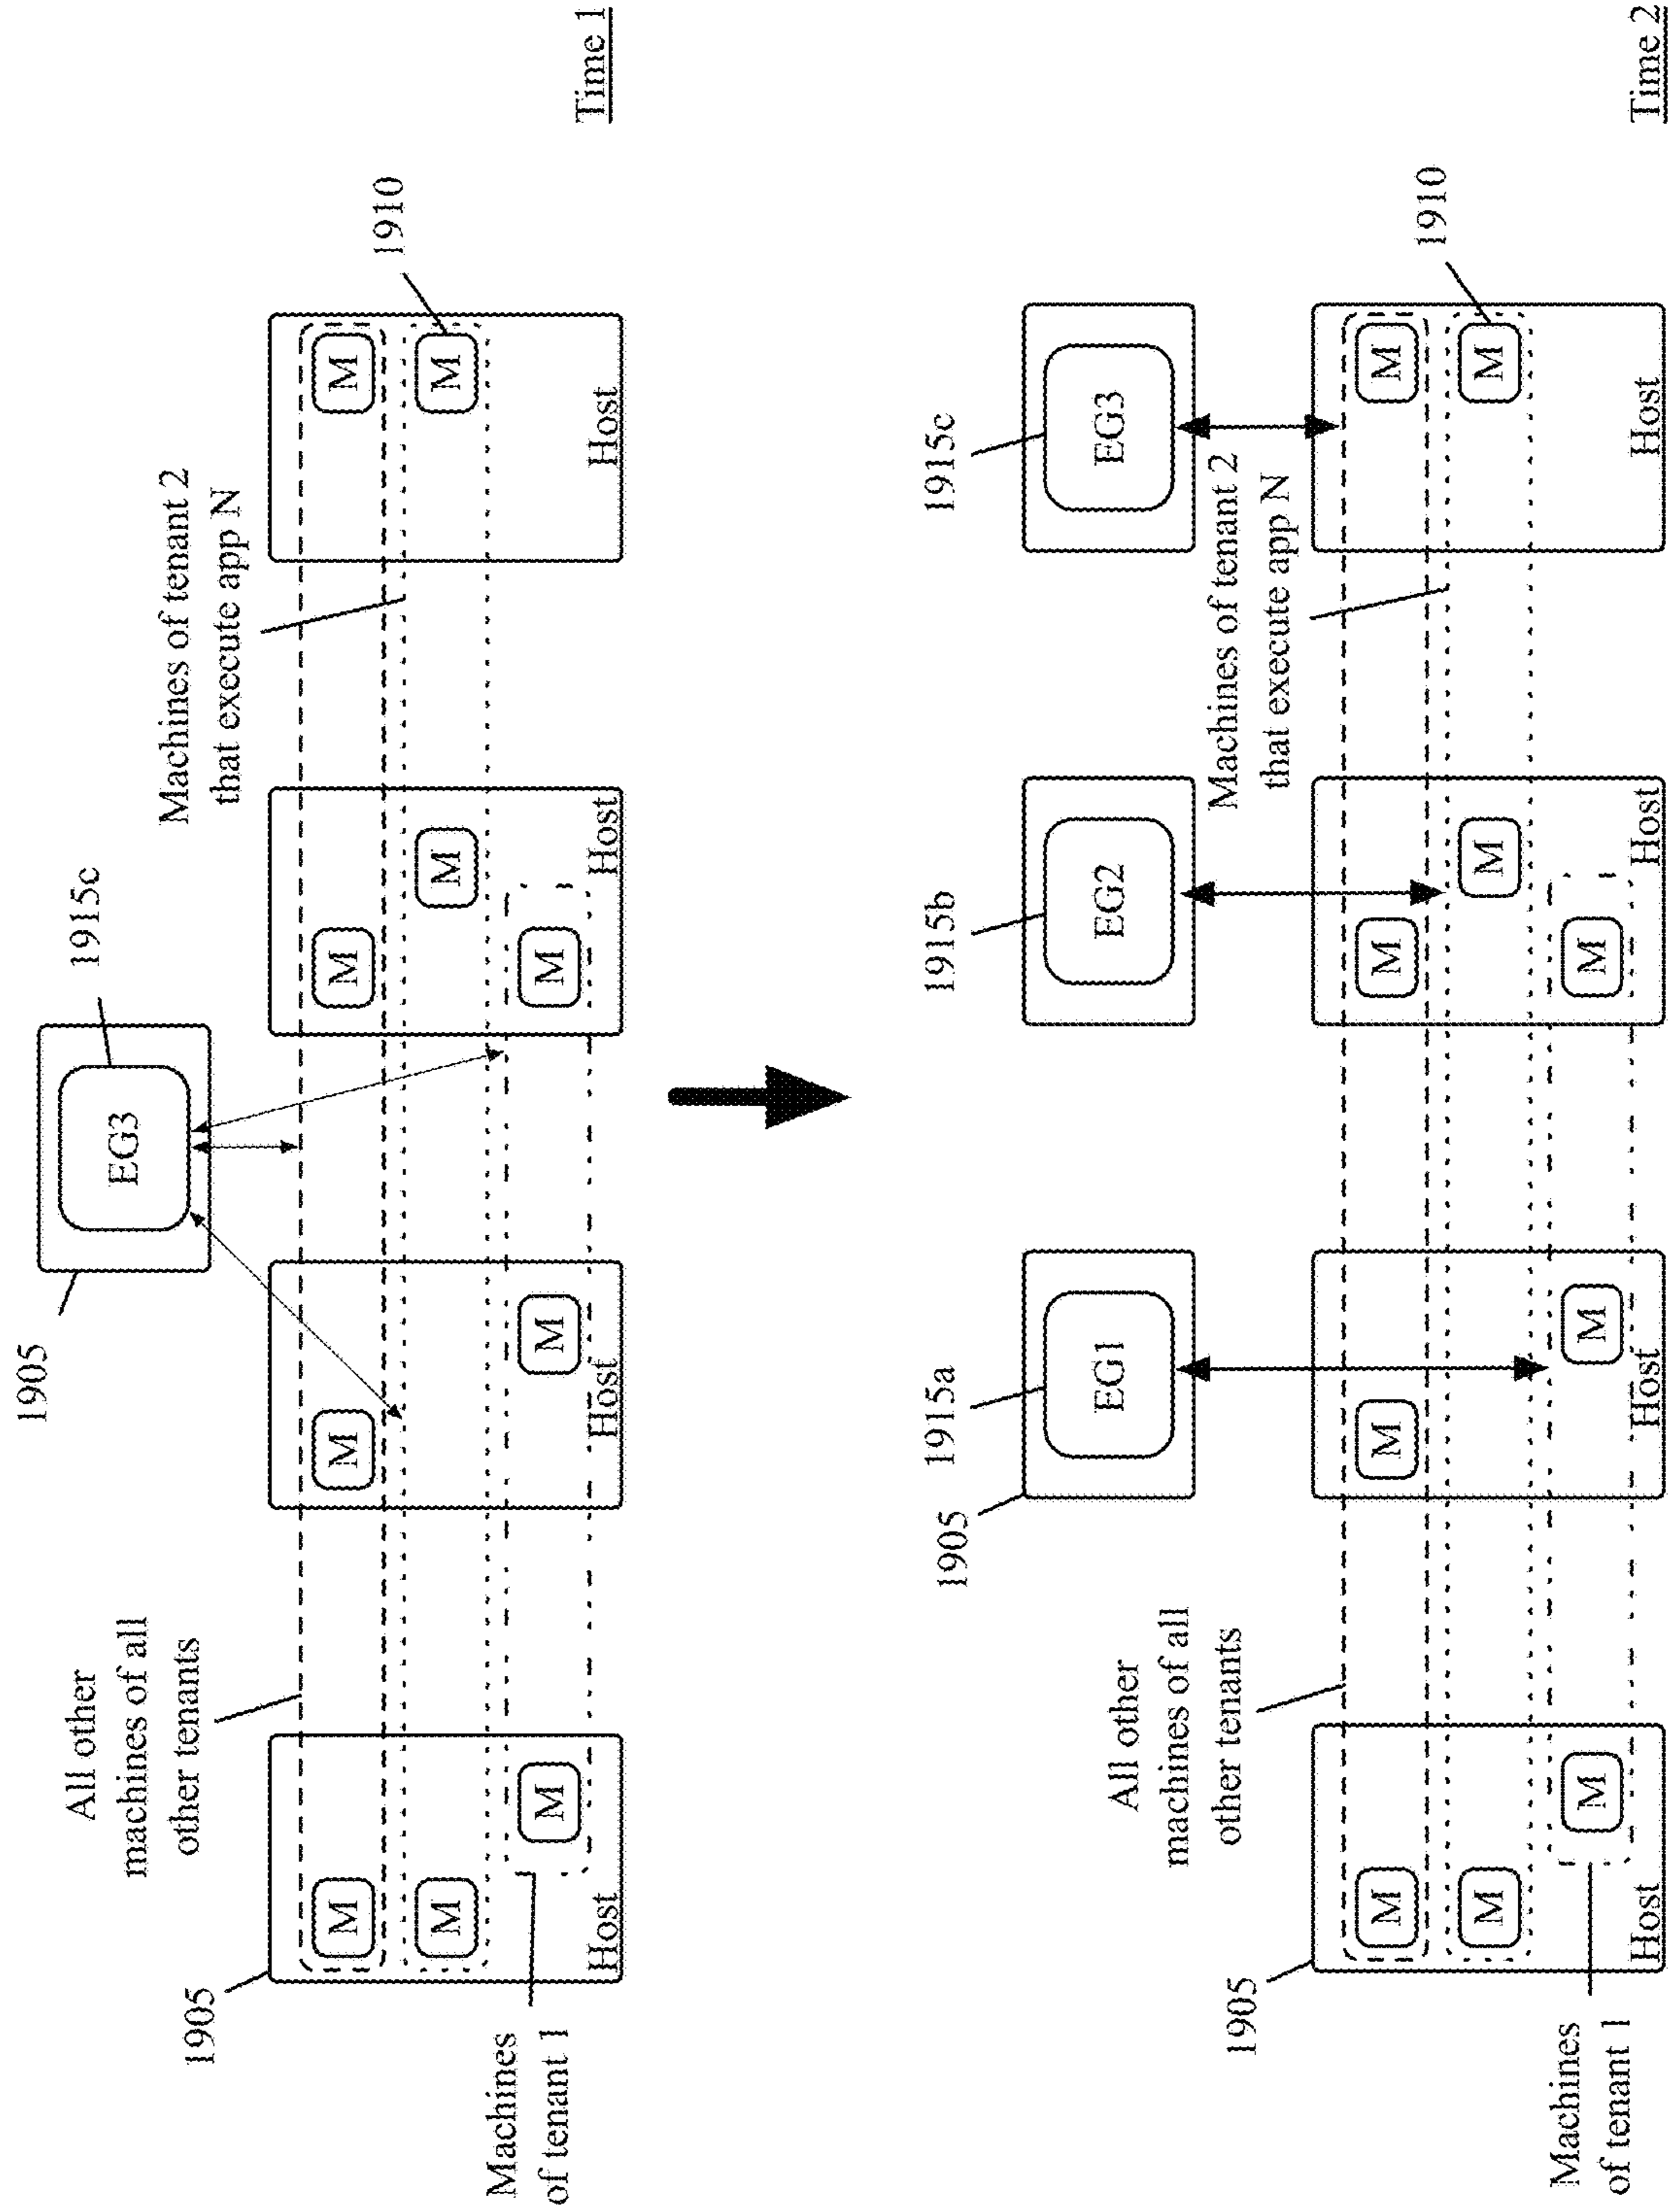 1905
1915c
EG3
All other
machines of all
other tenants
Machines of tenant 2
that execute app N
1905
1910
M
M
M
M
M
M
M
M
M
M
Machines
of tenant 1
Host
Host
Host
Host
Time 1
1905
1915a
1915b
1915c
EG1
EG2
EG3
All other
machines of all
other tenants
Machines of tenant 2
that execute app N
1905
1910
M
M
M
M
M
M
M
M
M
M
Machines
of tenant 1
Host
Host
Host
Host
Time 2